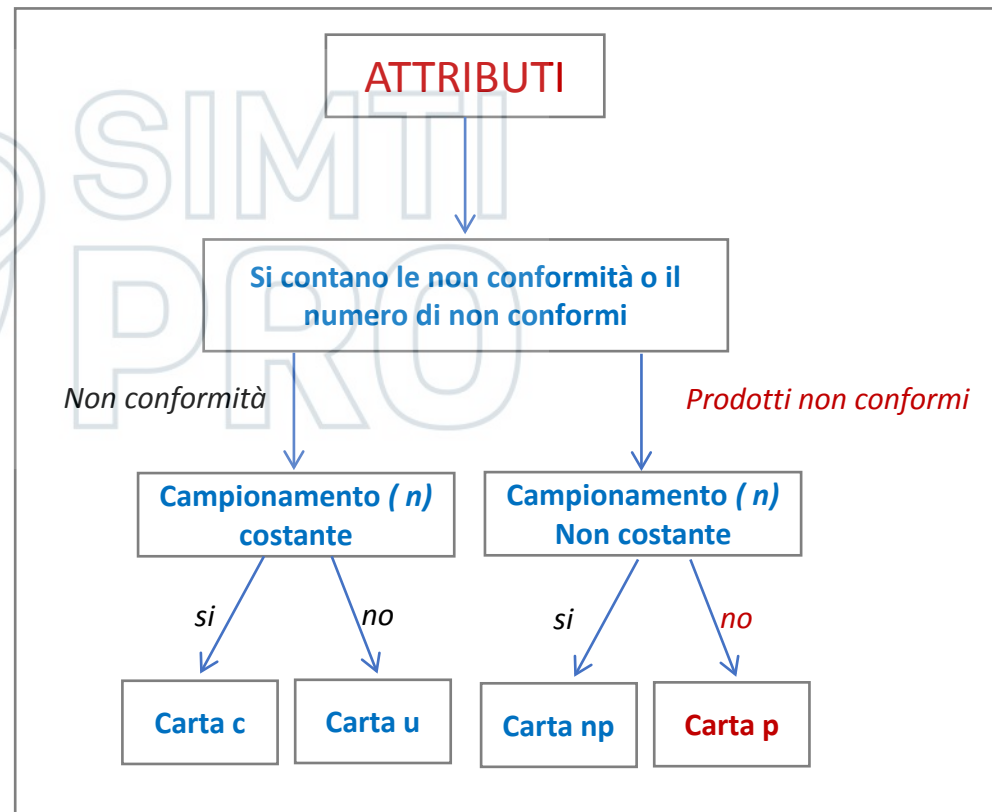 ATTRIBUTI
SIMTI
PRO
Si contano le non conformità o il
numero di non conformi
Non conformità
Prodotti non conformi
Campionamento ( n)
costante
Campionamento ( n)
Non costante
si
no
si
no
Carta c
Carta u
Carta np
Carta p